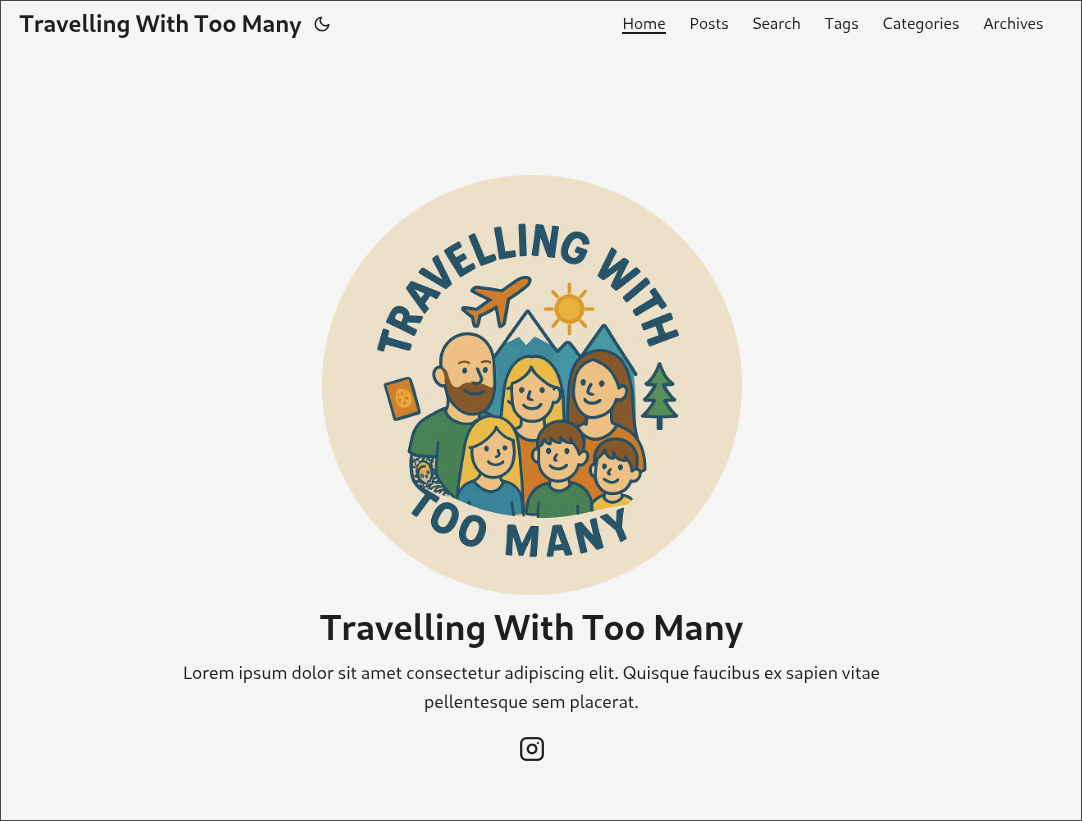 Travelling With Too Many
Home Posts Search Tags Categories Archives
TRAVELLING WITH
TOO MANY
Travelling With Too Many
Lorem ipsum dolor sit amet consectetur adipiscing elit. Quisque faucibus ex sapien vitae
pellentesque sem placerat.